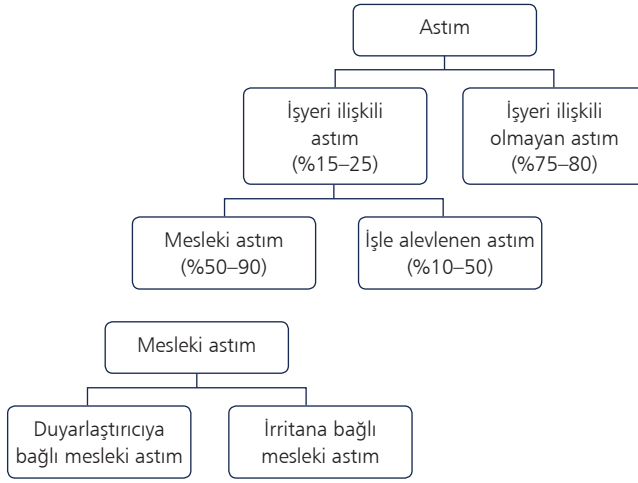 Astım
İşyeri ilişkili
astım
(%15–25)
İşyeri ilişkili
olmayan astım
(%75–80)
Mesleki astım
(%50–90)
İşle alevlenen astım
(%10–50)
Mesleki astım
Duyarlaştırıcıya
bağlı mesleki astım
İrritana bağlı
mesleki astım